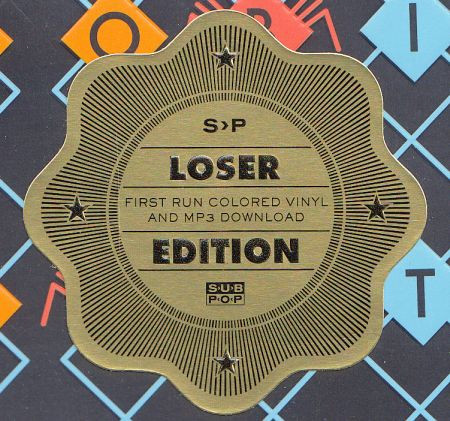 O
R
I
S»P
LOSER
FIRST RUN COLORED VINYL
AND MP3 DOWNLOAD
EDITION
T
SUB
POP